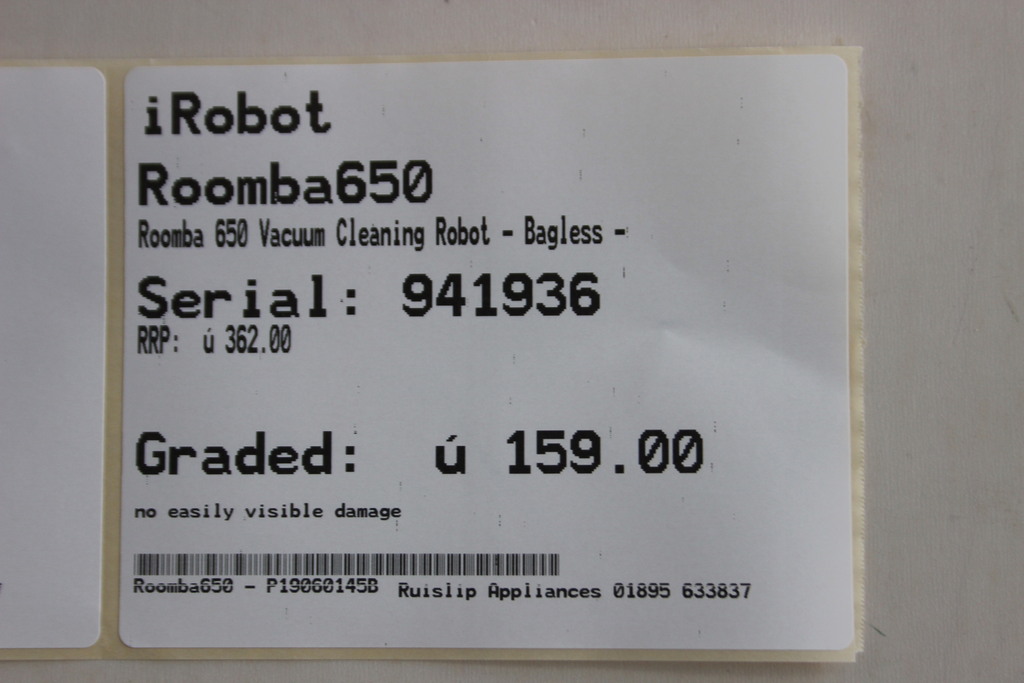 iRobot
Roomba650
Roomba 650 Vacuum Cleaning Robot - Bagless -
Serial: 941936
RRP: ú 362.00
Graded: ú 159.00
no easily visible damage
Roomba650 - P19060145B Ruislip Appliances 01895 633837